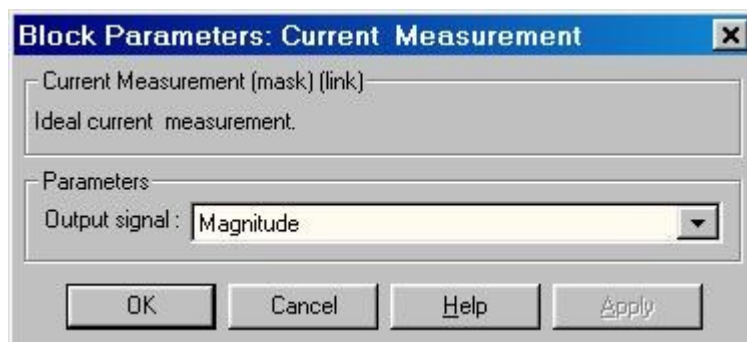 Block Parameters: Current Measurement
Current Measurement (mask) (link)
Ideal current measurement.
Parameters
Output signal : Magnitude
OK Cancel Help Apply